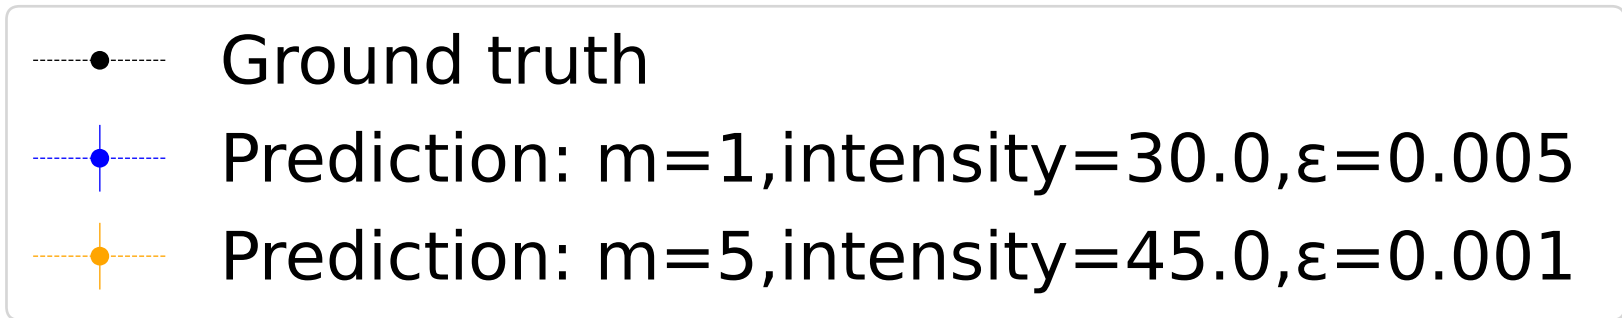 Ground truth
Prediction: m=1,intensity=30.0,ε=0.005
Prediction: m=5,intensity=45.0,ε=0.001